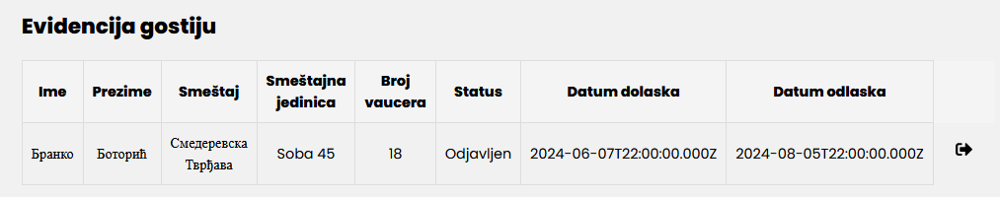 Evidencija gostiju
Ime Prezime Smeštaj Smeštajna jedinica Broj vaucera Status Datum dolaska Datum odlaska
Бранко Боторић Смедеревска Тврђава Soba 45 18 Odjavljen 2024-06-07T22:00:00.000Z 2024-08-05T22:00:00.000Z